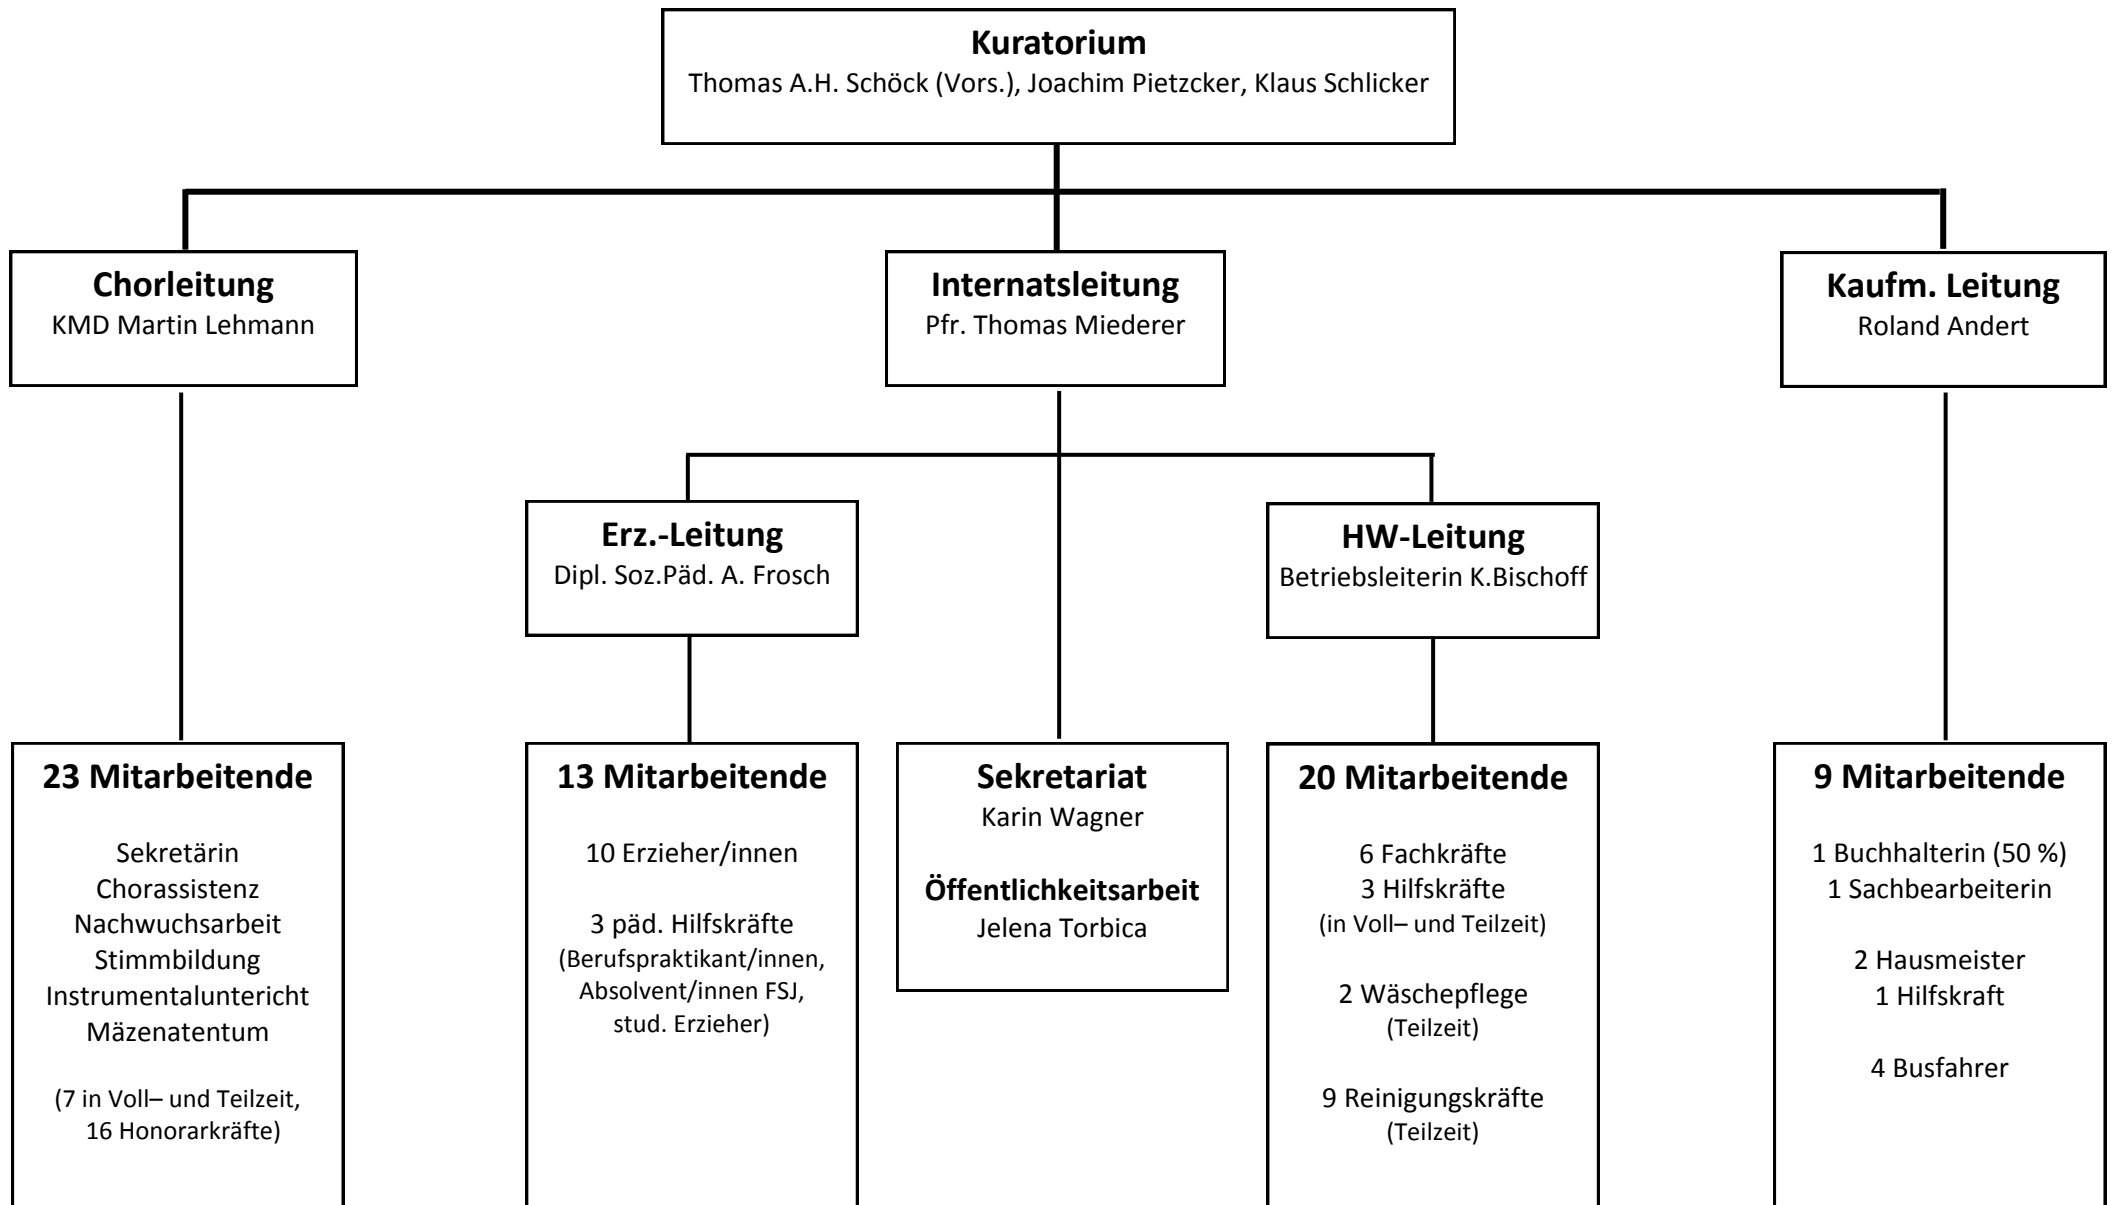 Kuratorium
Thomas A.H. Schöck (Vors.), Joachim Pietzcker, Klaus Schlicker
Chorleitung
KMD Martin Lehmann
Internatsleitung
Pfr. Thomas Miederer
Kaufm. Leitung
Roland Andert
Erz.-Leitung
Dipl. Soz.Päd. A. Frosch
HW-Leitung
Betriebsleiterin K.Bischoff
23 Mitarbeitende
Sekretärin
Chorassistenz
Nachwuchsarbeit
Stimmbildung
Instrumentaluntericht
Mäzenatentum
(7 in Voll– und Teilzeit,
16 Honorarkräfte)
13 Mitarbeitende
10 Erzieher/innen
3 päd. Hilfskräfte
(Berufspraktikant/innen,
Absolvent/innen FSJ,
stud. Erzieher)
Sekretariat
Karin Wagner
Öffentlichkeitsarbeit
Jelena Torbica
20 Mitarbeitende
6 Fachkräfte
3 Hilfskräfte
(in Voll– und Teilzeit)
2 Wäschepflege
(Teilzeit)
9 Reinigungskräfte
(Teilzeit)
9 Mitarbeitende
1 Buchhalterin (50 %)
1 Sachbearbeiterin
2 Hausmeister
1 Hilfskraft
4 Busfahrer